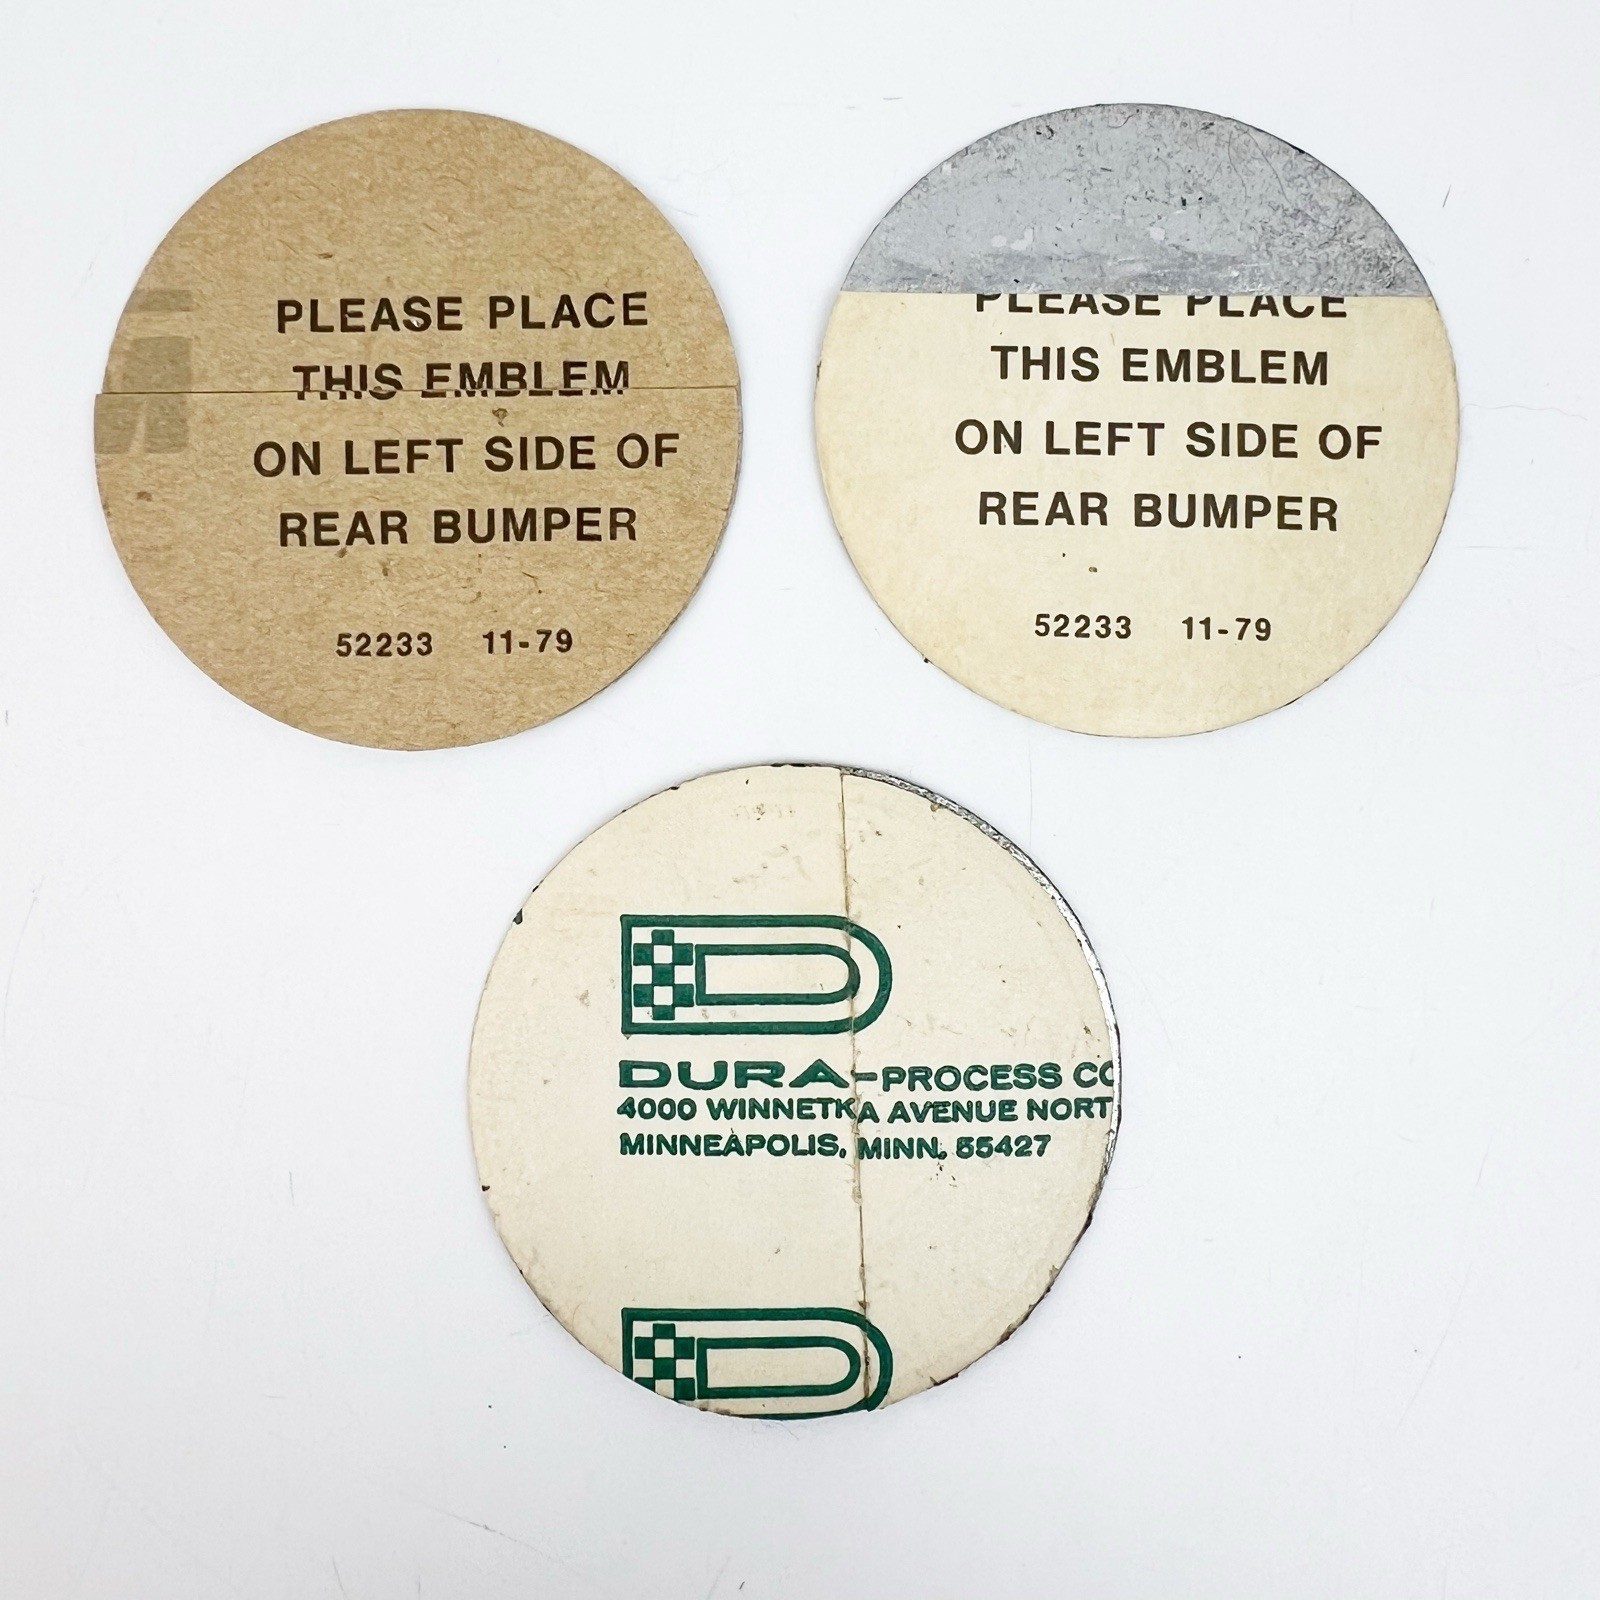 PLEASE PLACE
THIS EMBLEM
ON LEFT SIDE OF
REAR BUMPER
52233 11-79
PLEASE PLACE
THIS EMBLEM
ON LEFT SIDE OF
REAR BUMPER
52233 11-79
DURA-PROCESS CO
4000 WINNETKA AVENUE NORT
MINNEAPOLIS, MINN. 55427